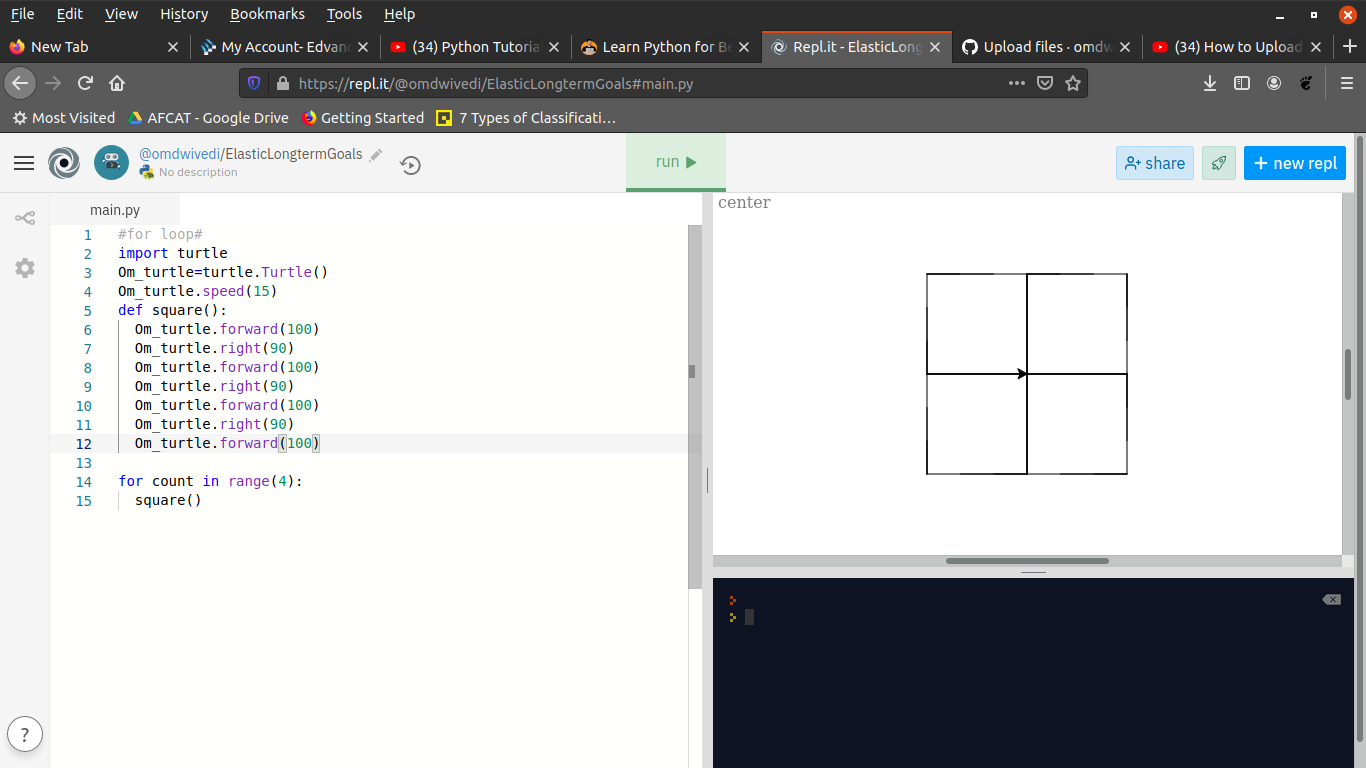 File Edit View History Bookmarks Tools Help
New Tab My Account- Edvan (34) Python Tutoria Learn Python for Be Repl.it - ElasticLong Upload files · omdw (34) How to Upload
https://repl.it/@omdwivedi/ElasticLongtermGoals#main.py
Most Visited AFCAT - Google Drive Getting Started 7 Types of Classificati…
@omdwivedi/ElasticLongtermGoals
No description
run
share
+ new repl
main.py
center
1 #for loop#
2 import turtle
3 Om_turtle=turtle.Turtle()
4 Om_turtle.speed(15)
5 def square():
6 Om_turtle.forward(100)
7 Om_turtle.right(90)
8 Om_turtle.forward(100)
9 Om_turtle.right(90)
10 Om_turtle.forward(100)
11 Om_turtle.right(90)
12 Om_turtle.forward(100)
13
14 for count in range(4):
15 square()
?